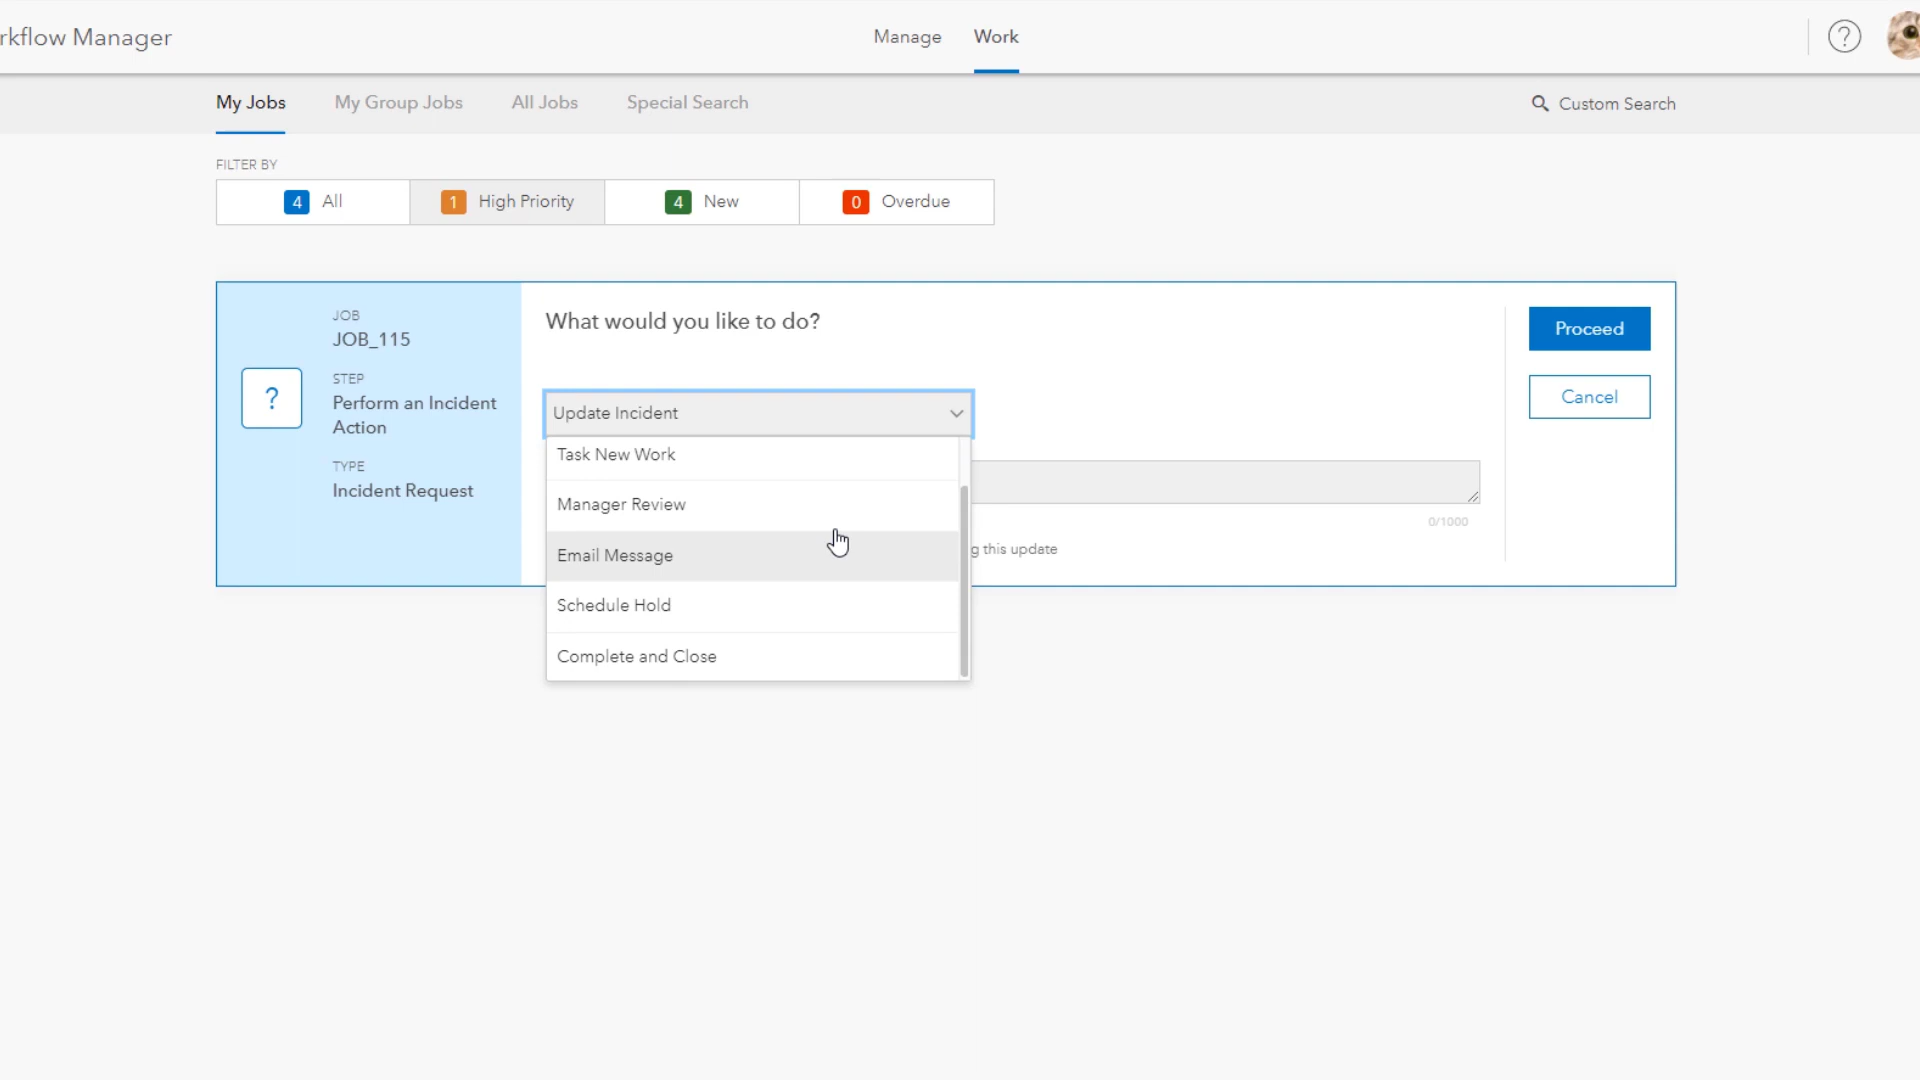 rkflow Manager
Manage
Work
?
My Jobs
My Group Jobs
All Jobs
Special Search
Custom Search
FILTER BY
4 All
1 High Priority
4 New
0 Overdue
JOB
JOB_115
?
STEP
Perform an Incident
Action
TYPE
Incident Request
What would you like to do?
Update Incident
Task New Work
Manager Review
Email Message
Schedule Hold
Complete and Close
0/1000
g this update
Proceed
Cancel